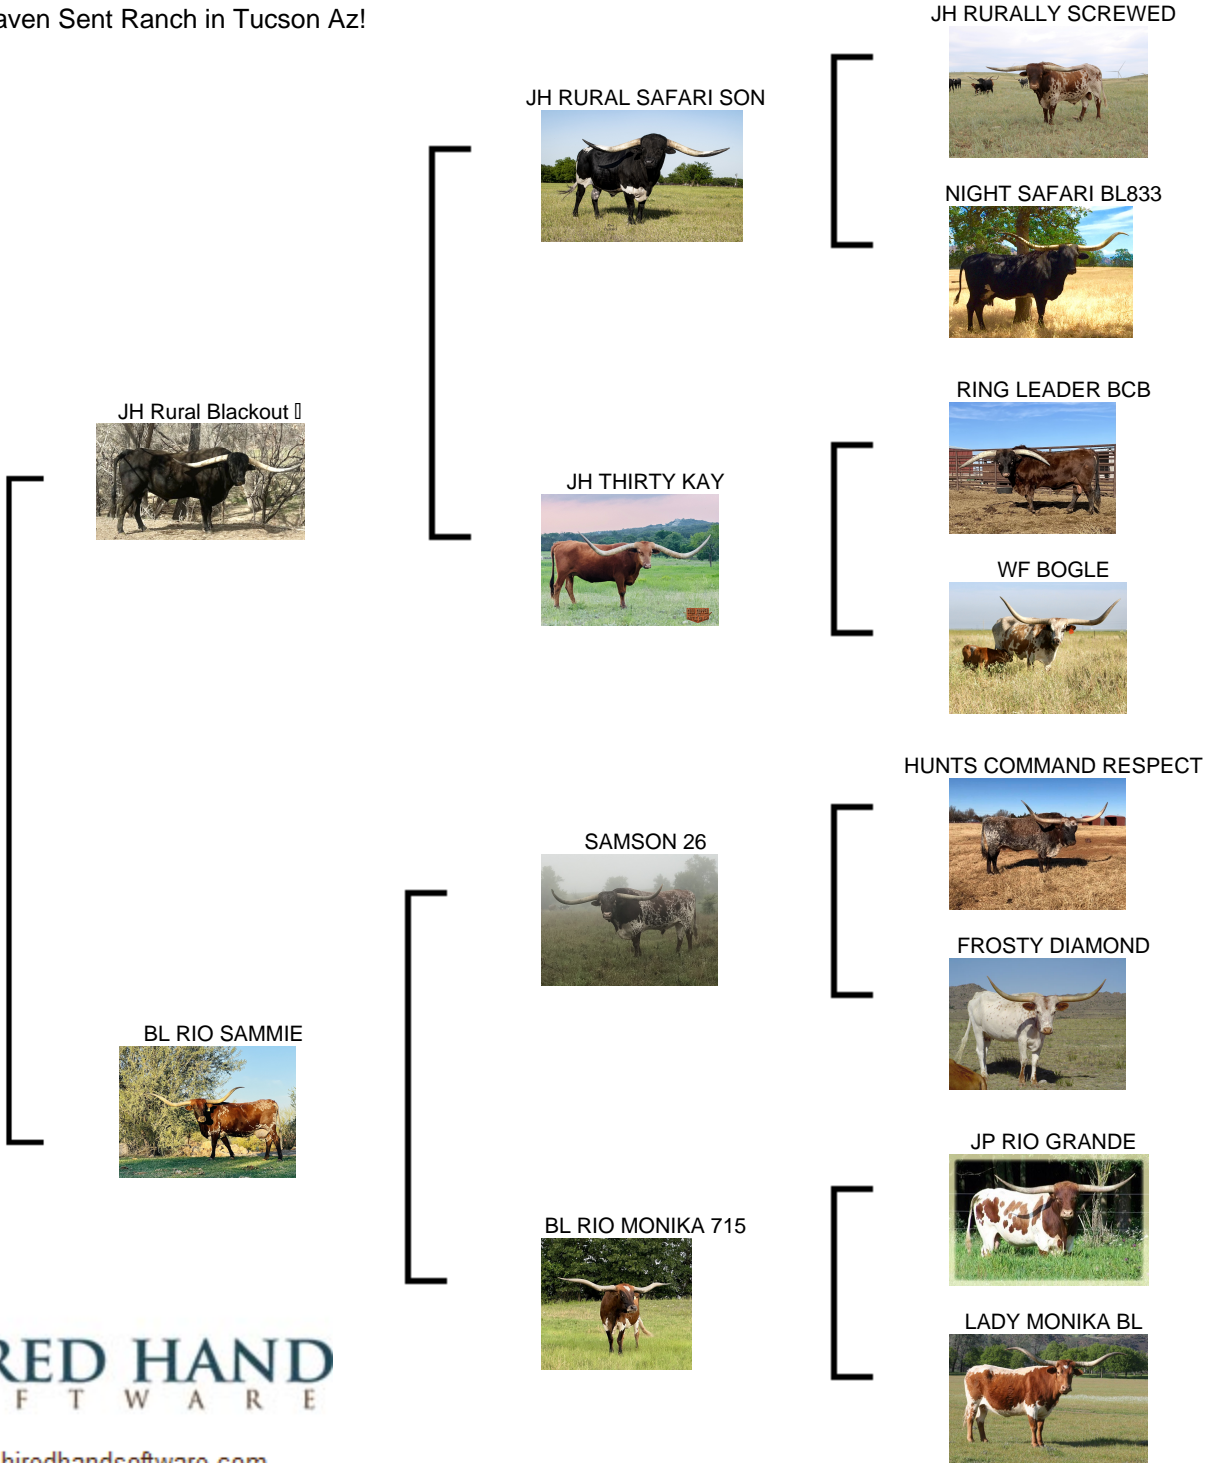 aven Sent Ranch in Tucson Az!
JH RURALLY SCREWED
JH RURAL SAFARI SON
NIGHT SAFARI BL833
JH Rural Blackout
RING LEADER BCB
JH THIRTY KAY
WF BOGLE
HUNTS COMMAND RESPECT
SAMSON 26
FROSTY DIAMOND
BL RIO SAMMIE
JP RIO GRANDE
BL RIO MONIKA 715
LADY MONIKA BL
RED HAND
F T W A R E
hiredhandsoftware.com